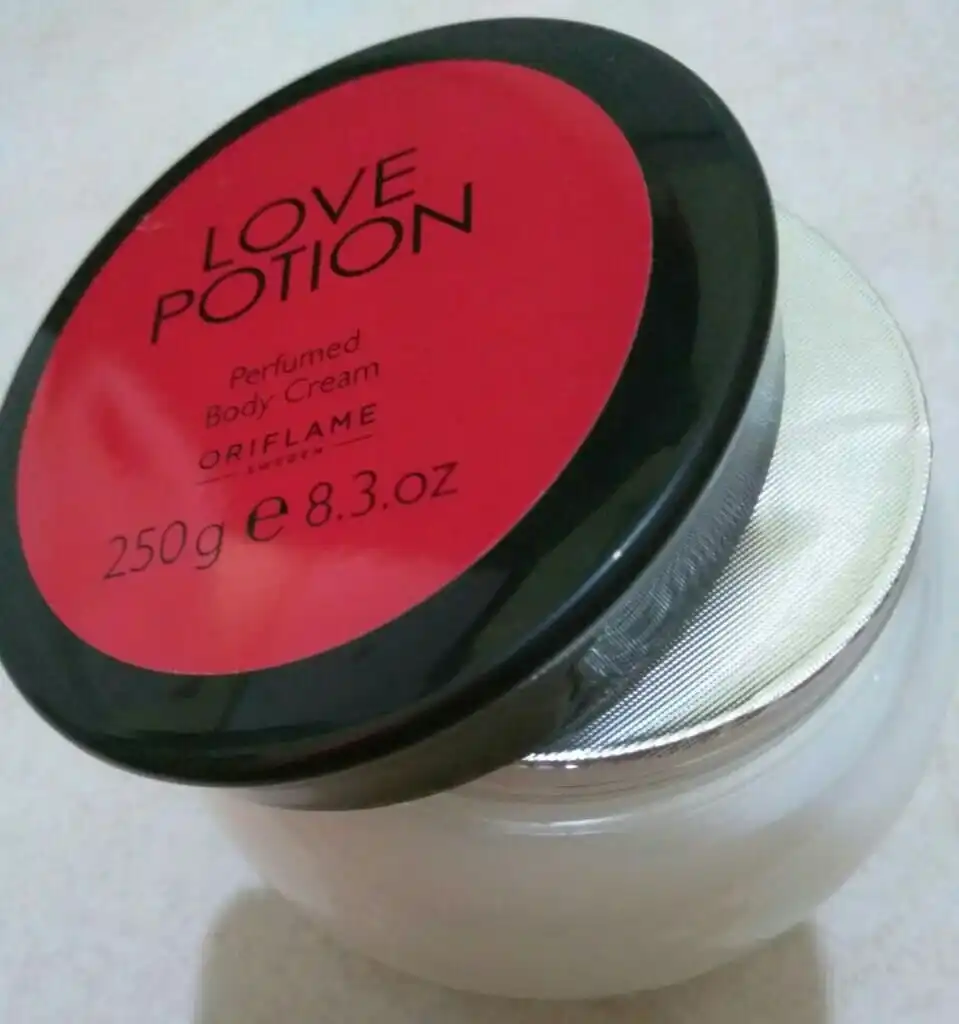 LOVE
POTION
Perfumed
Body Cream
ORIFLAME
SWEDEN
250g e 8.3.oz